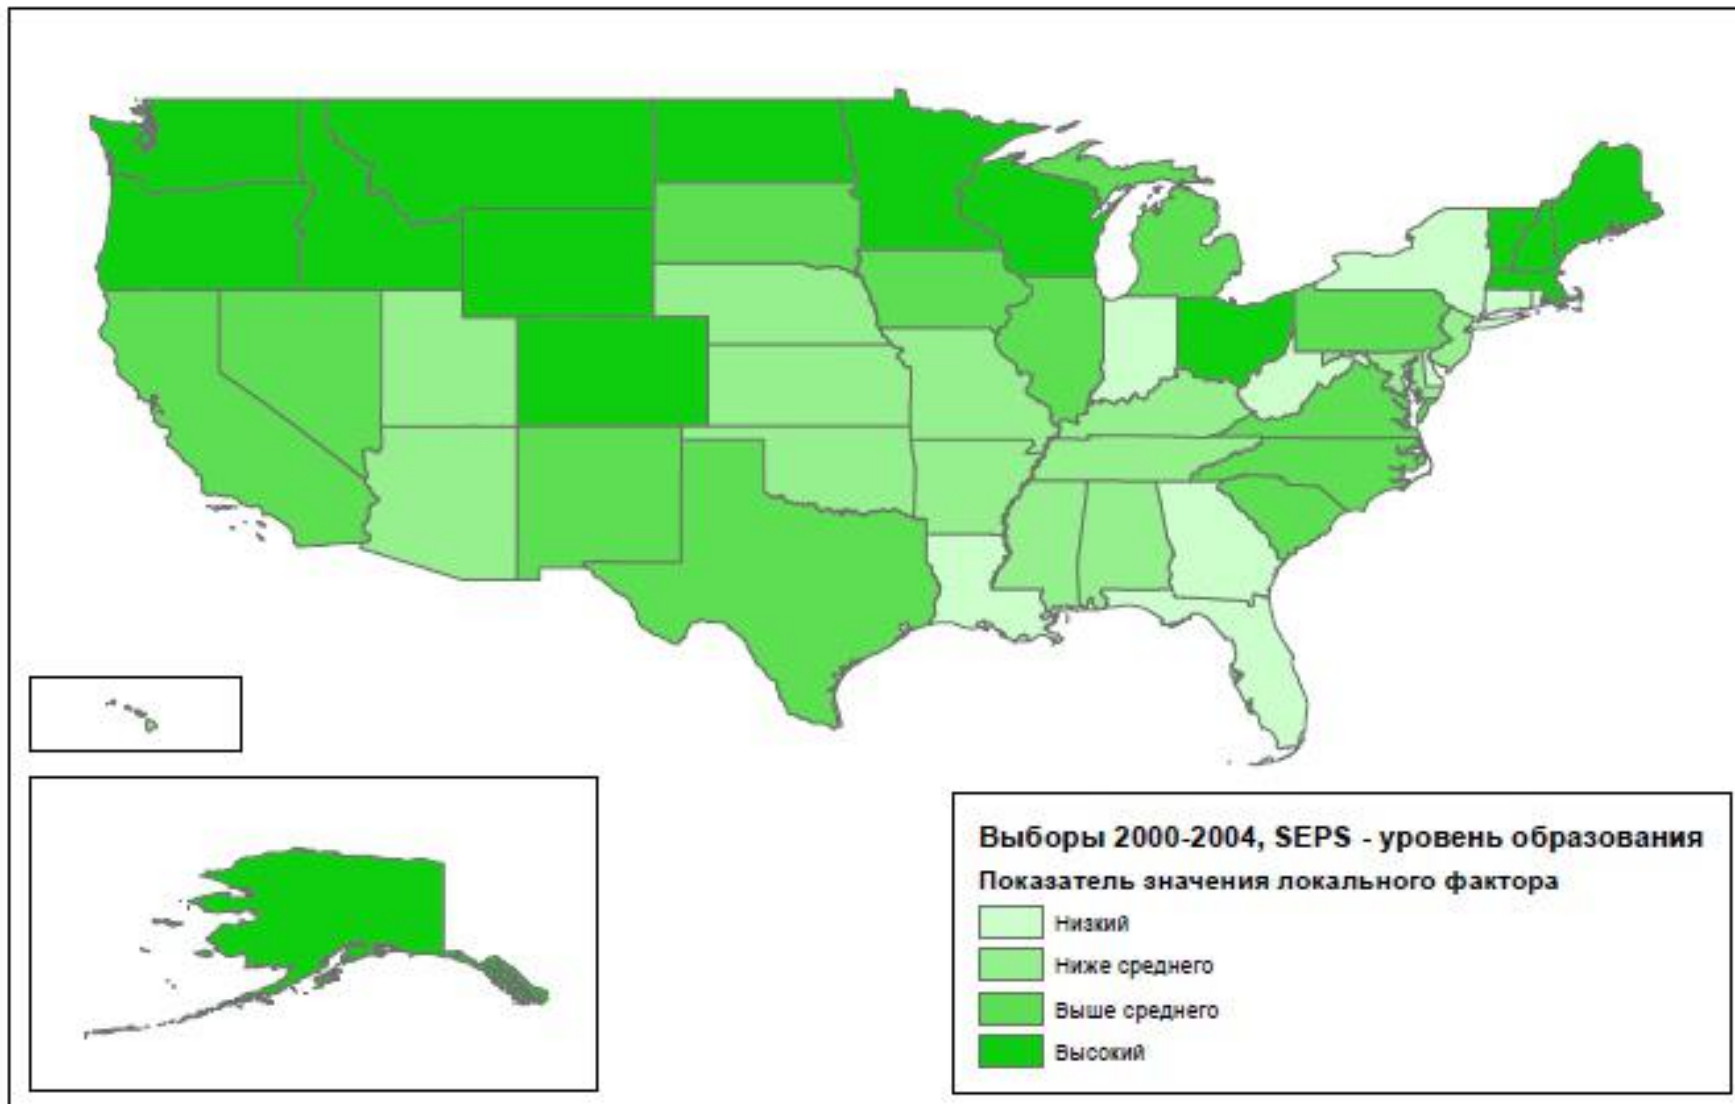 Выборы 2000-2004, SEPS - уровень образования
Показатель значения локального фактора
Низкий
Ниже среднего
Выше среднего
Высокий